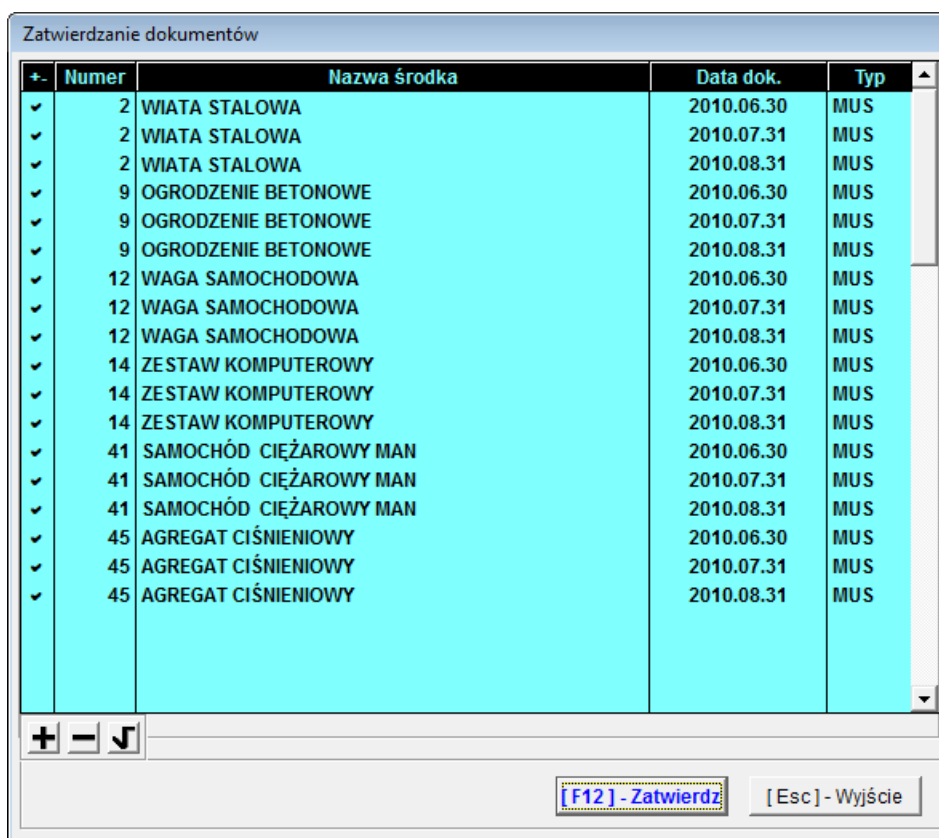 Zatwierdzanie dokumentów
+- Numer Nazwa środka Data dok. Typ
2 WIATA STALOWA 2010.06.30 MUS
2 WIATA STALOWA 2010.07.31 MUS
2 WIATA STALOWA 2010.08.31 MUS
9 OGRODZENIE BETONOWE 2010.06.30 MUS
9 OGRODZENIE BETONOWE 2010.07.31 MUS
9 OGRODZENIE BETONOWE 2010.08.31 MUS
12 WAGA SAMOCHODOWA 2010.06.30 MUS
12 WAGA SAMOCHODOWA 2010.07.31 MUS
12 WAGA SAMOCHODOWA 2010.08.31 MUS
14 ZESTAW KOMPUTEROWY 2010.06.30 MUS
14 ZESTAW KOMPUTEROWY 2010.07.31 MUS
14 ZESTAW KOMPUTEROWY 2010.08.31 MUS
41 SAMOCHÓD CIĘŻAROWY MAN 2010.06.30 MUS
41 SAMOCHÓD CIĘŻAROWY MAN 2010.07.31 MUS
41 SAMOCHÓD CIĘŻAROWY MAN 2010.08.31 MUS
45 AGREGAT CIŚNIENIOWY 2010.06.30 MUS
45 AGREGAT CIŚNIENIOWY 2010.07.31 MUS
45 AGREGAT CIŚNIENIOWY 2010.08.31 MUS
[ F12 ] - Zatwierdz [ Esc ] - Wyjście